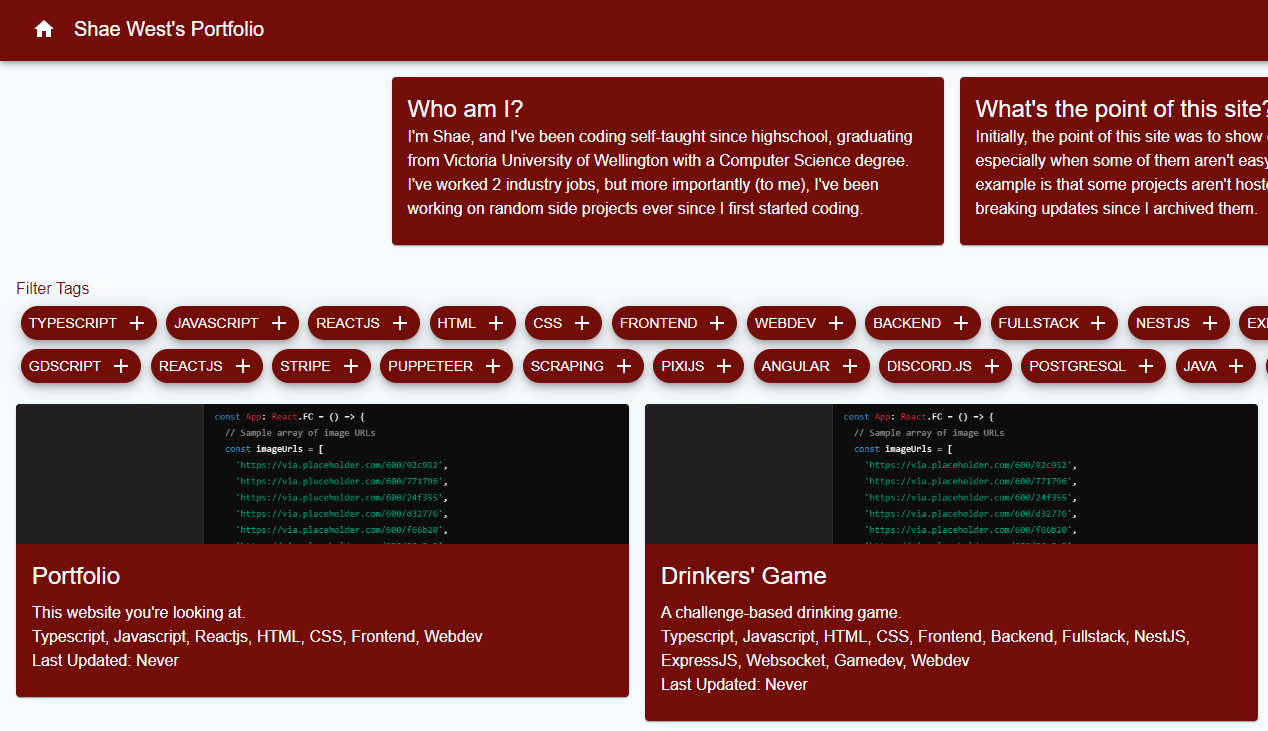 Shae West's Portfolio
Who am I?
I'm Shae, and I've been coding self-taught since highschool, graduating
from Victoria University of Wellington with a Computer Science degree.
I've worked 2 industry jobs, but more importantly (to me), I've been
working on random side projects ever since I first started coding.
What's the point of this site?
Initially, the point of this site was to show
especially when some of them aren't easy
example is that some projects aren't
breaking updates since I archived them.
Filter Tags
TYPESCRIPT + JAVASCRIPT + REACTJS + HTML + CSS + FRONTEND + WEBDEV + BACKEND + FULLSTACK + NESTJS +
GDSCRIPT + REACTJS + STRIPE + PUPPETEER + SCRAPING + PIXIJS + ANGULAR + DISCORD.JS + POSTGRESQL + JAVA +
const App: React.FC = () => {
// Sample array of image URLs
const imageUrls = [
'https://via.placeholder.com/600/92c952',
'https://via.placeholder.com/600/771796',
'https://via.placeholder.com/600/24f355',
'https://via.placeholder.com/600/d32776',
'https://via.placeholder.com/600/f66b20',
Portfolio
This website you're looking at.
Typescript, Javascript, Reactjs, HTML, CSS, Frontend, Webdev
Last Updated: Never
const App: React.FC = () => {
// Sample array of image URLs
const imageUrls = [
'https://via.placeholder.com/600/92c952',
'https://via.placeholder.com/600/771796',
'https://via.placeholder.com/600/24f355',
'https://via.placeholder.com/600/d32776',
'https://via.placeholder.com/600/f66b20',
Drinkers' Game
A challenge-based drinking game.
Typescript, Javascript, HTML, CSS, Frontend, Backend, Fullstack, NestJS,
ExpressJS, Websocket, Gamedev, Webdev
Last Updated: Never